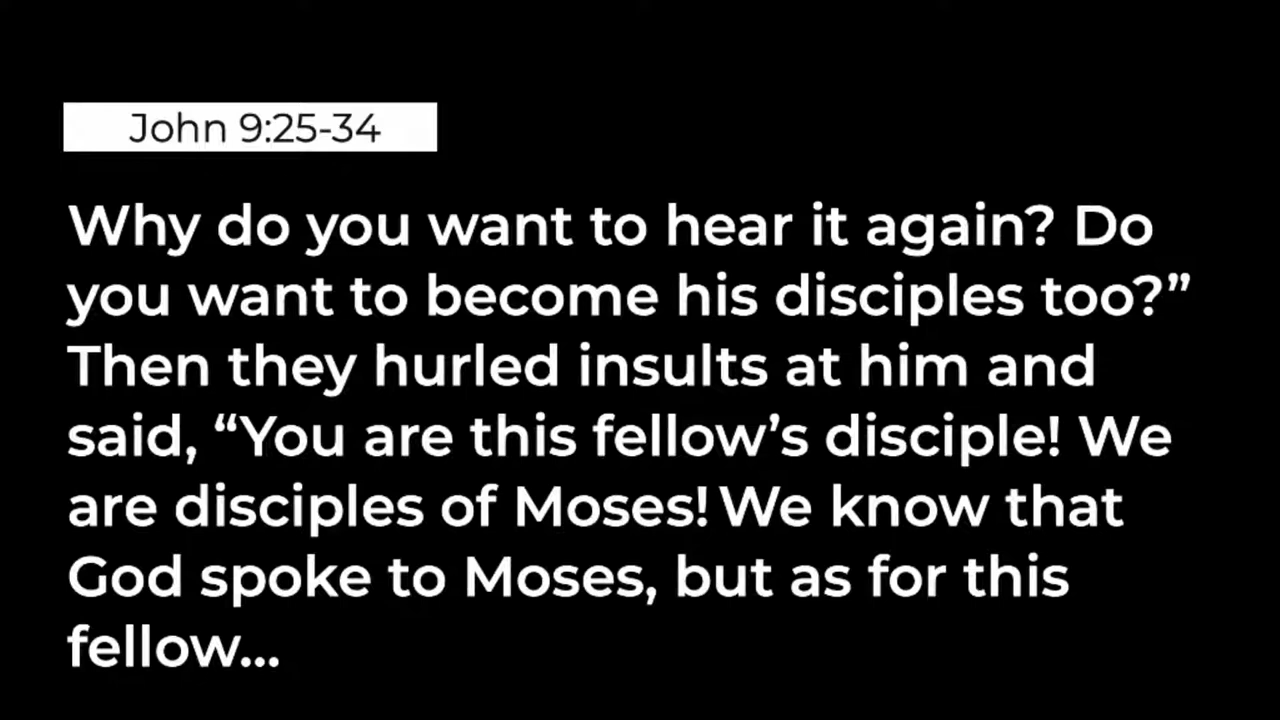 John 9:25-34
Why do you want to hear it again? Do
you want to become his disciples too?”
Then they hurled insults at him and
said, “You are this fellow’s disciple! We
are disciples of Moses! We know that
God spoke to Moses, but as for this
fellow...